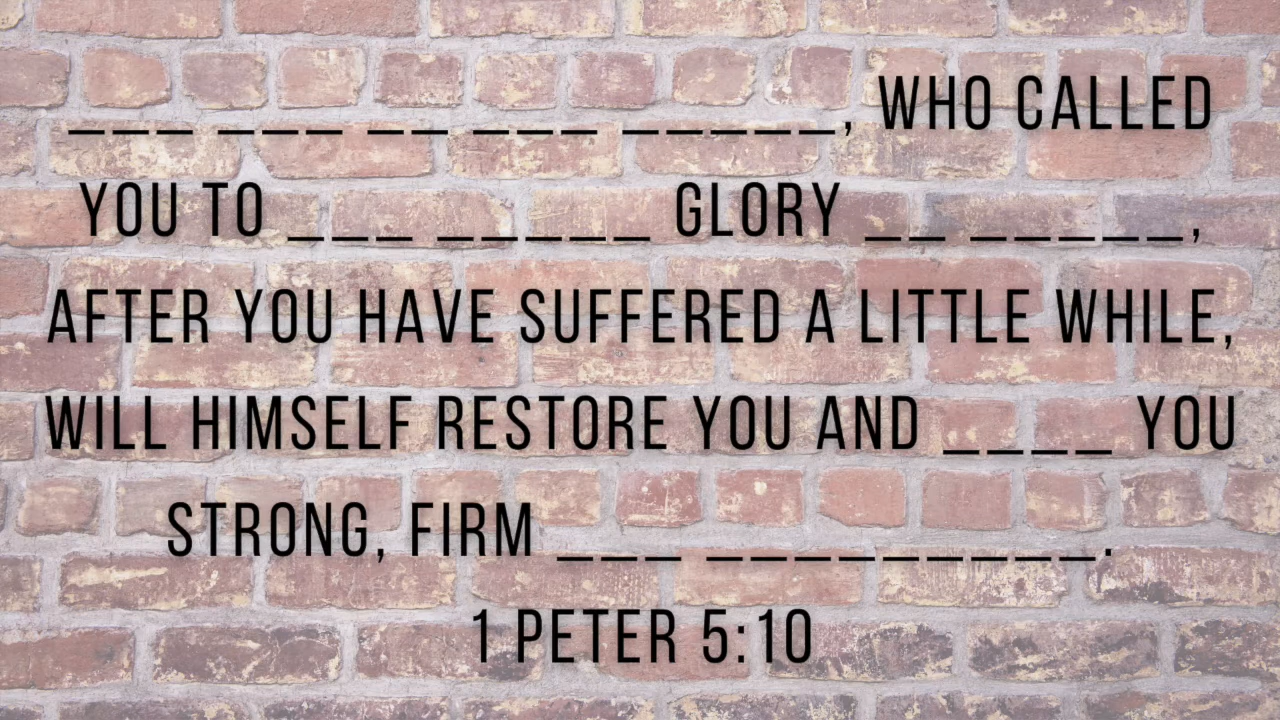 ___ ___ __ ___ _____, WHO CALLED
YOU TO ___ _____ GLORY __ _____,
AFTER YOU HAVE SUFFERED A LITTLE WHILE,
WILL HIMSELF RESTORE YOU AND ____ YOU
STRONG, FIRM ___ _________.
1 PETER 5:10